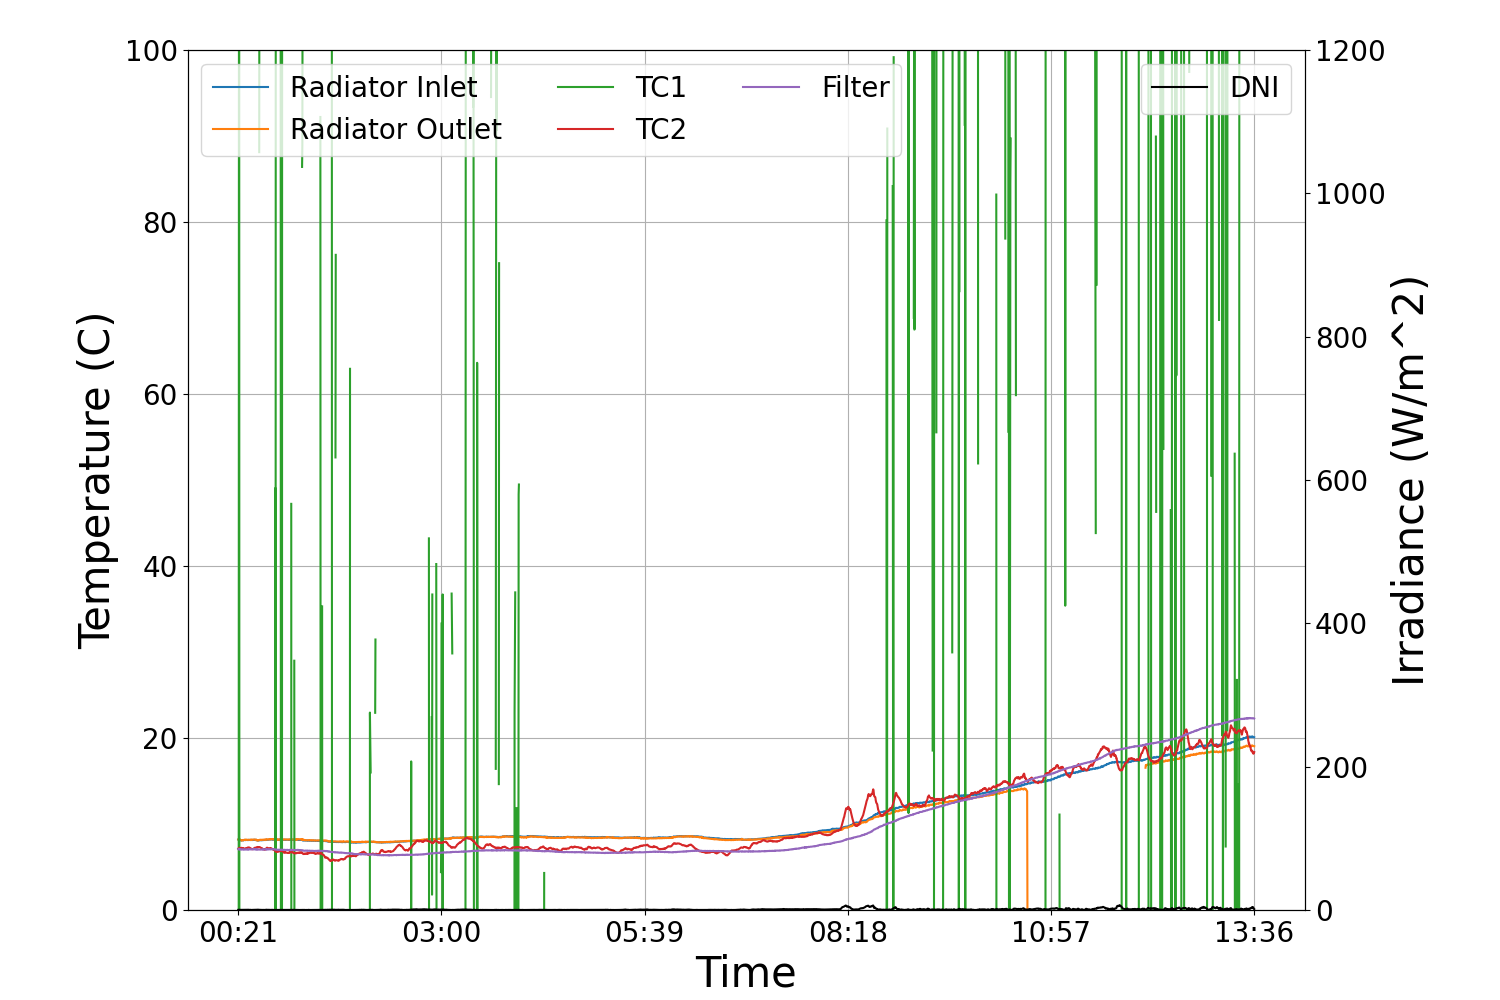 100
80
60
40
20
0
Temperature (C)
Radiator Inlet
Radiator Outlet
TC1
TC2
Filter
DNI
1200
1000
800
600
400
200
0
Irradiance (W/m^2)
00:21 03:00 05:39 08:18 10:57 13:36
Time